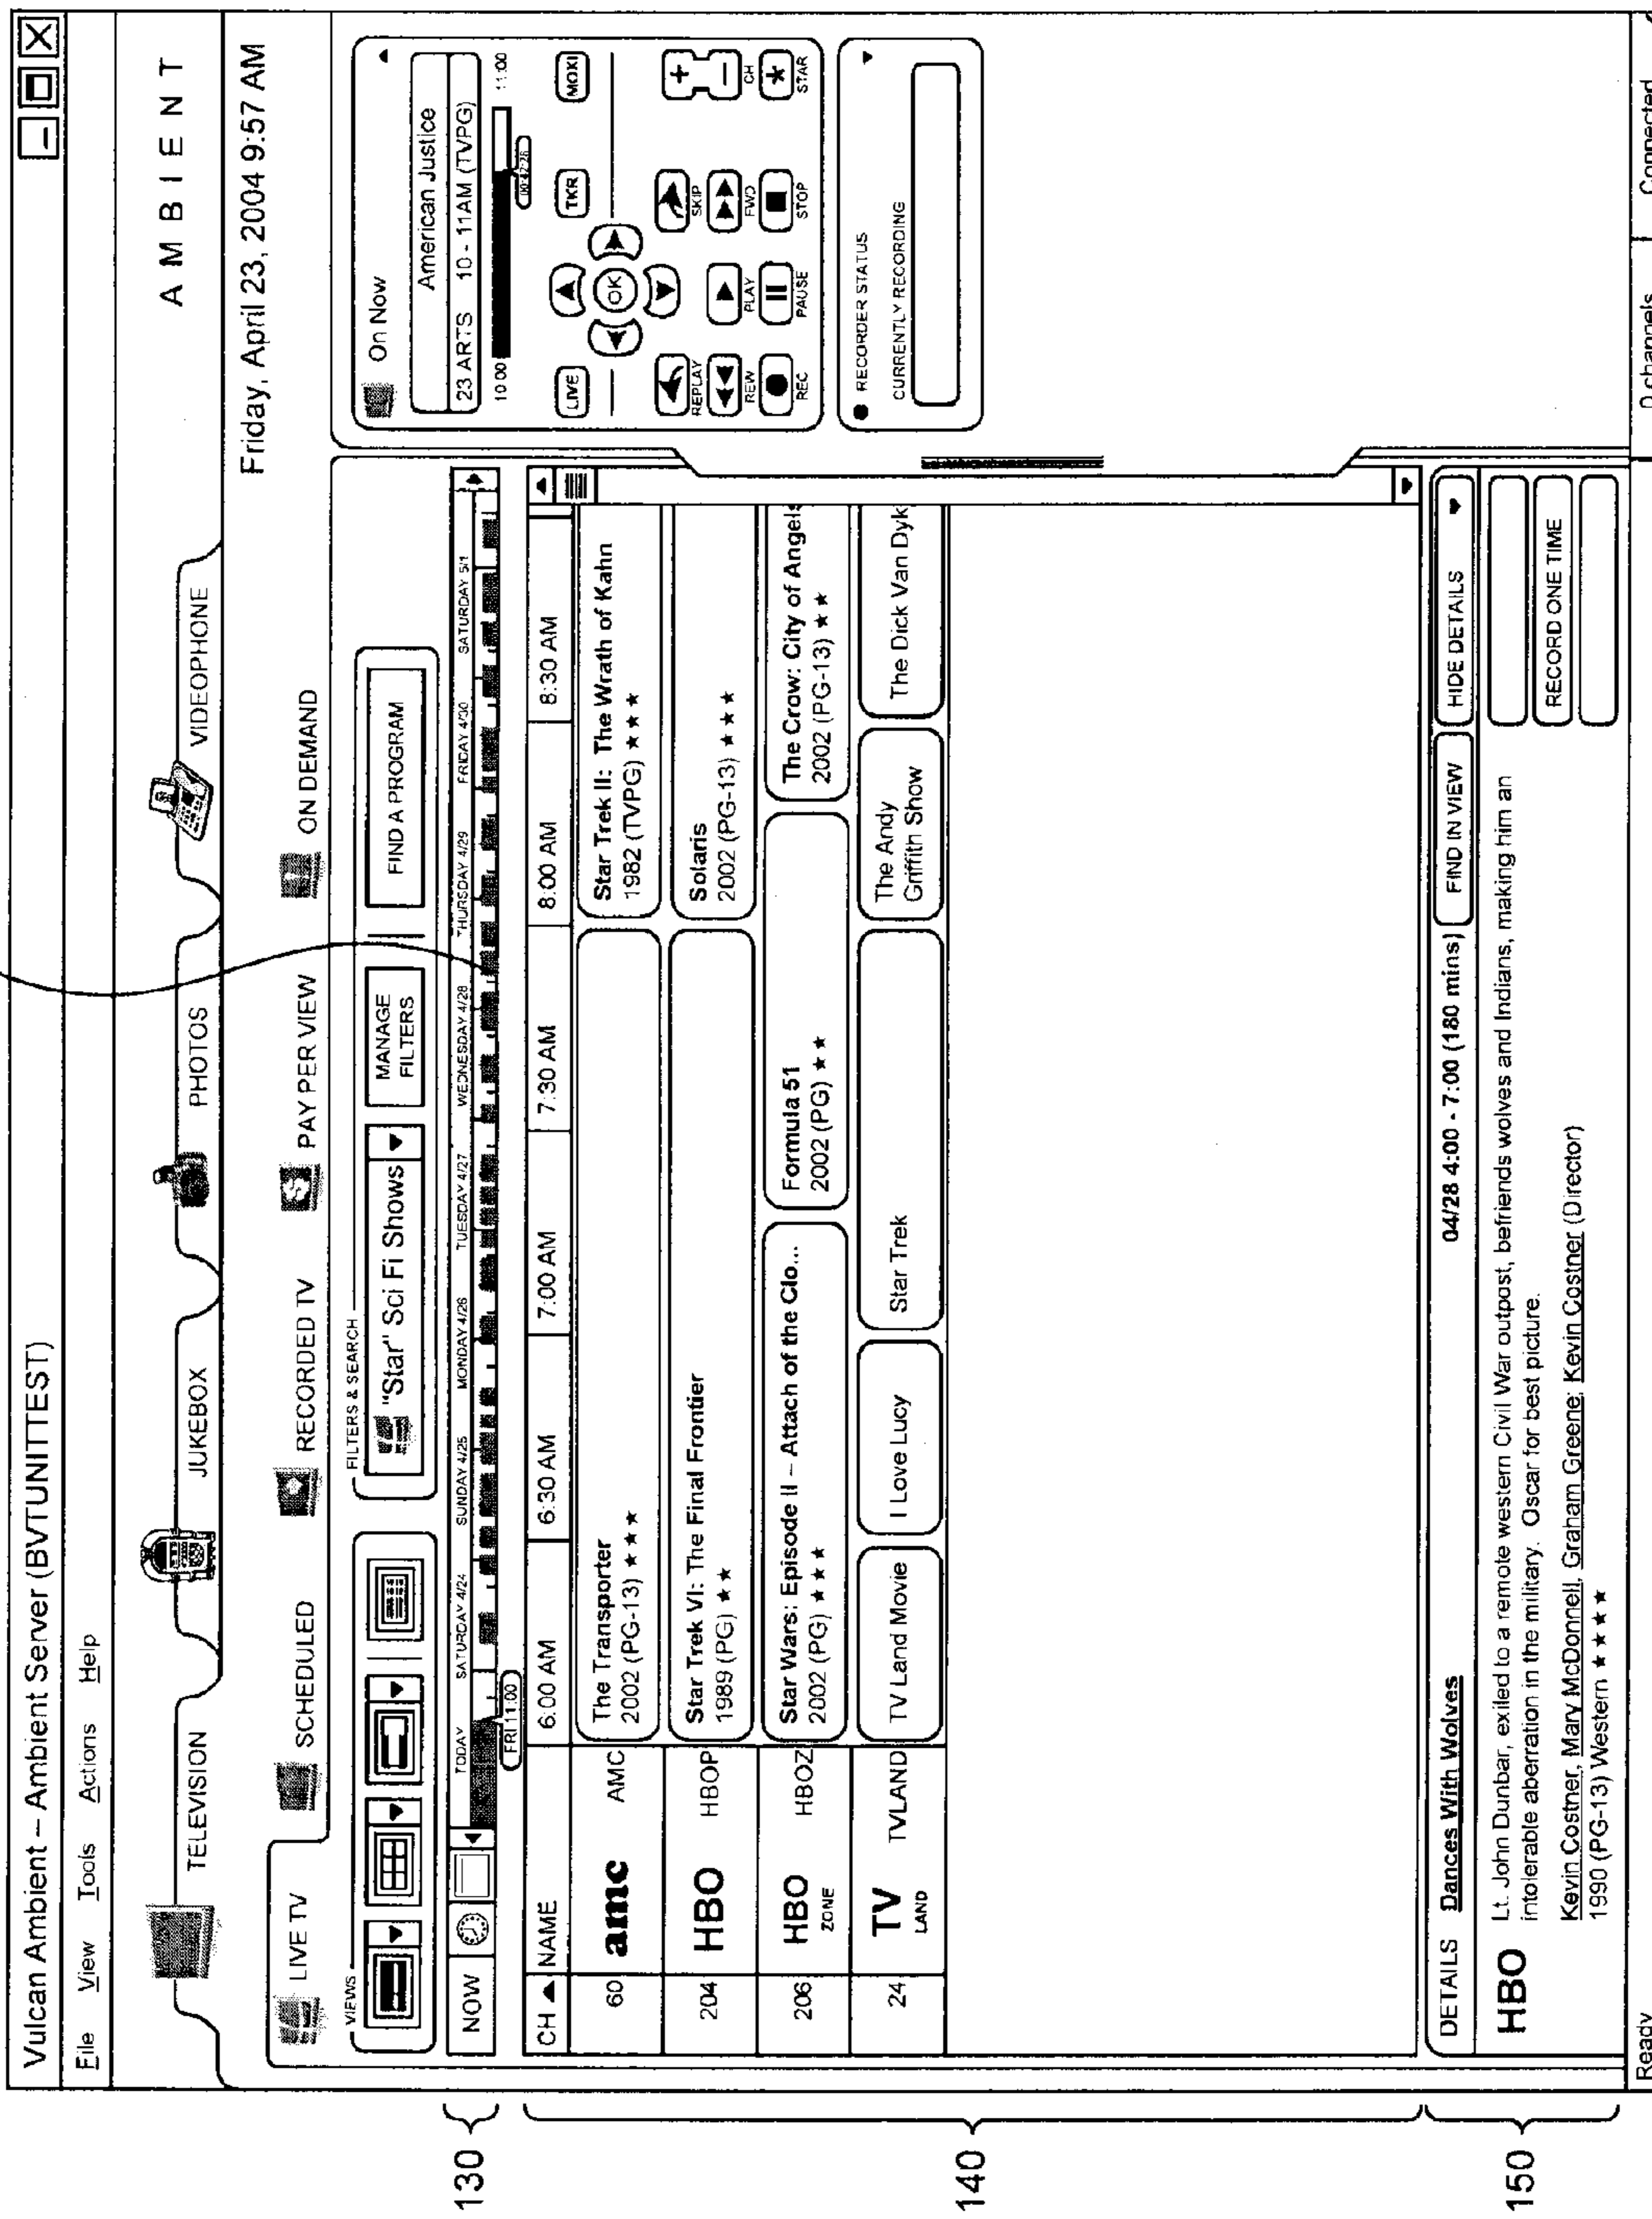 Vulcan Ambient – Ambient Server (BVTUNITTEST)
File View Tools Actions Help
A M B I E N T
TELEVISION JUKEBOX PHOTOS VIDEOPHONE
Friday, April 23, 2004 9:57 AM
LIVE TV SCHEDULED RECORDED TV PAY PER VIEW ON DEMAND
VIEWS
FILTERS & SEARCH
"Star" Sci Fi Shows
MANAGE
FILTERS
FIND A PROGRAM
130
NOW
TODAY SATURDAY 4/24 SUNDAY 4/25 MONDAY 4/26 TUESDAY 4/27 WEDNESDAY 4/28 THURSDAY 4/29 FRIDAY 4/30 SATURDAY 5/1
FRI 11:00
140
CH NAME 6:00 AM 6:30 AM 7:00 AM 7:30 AM 8:00 AM 8:30 AM
60 amc AMC
The Transporter
2002 (PG-13) ★★★
Star Trek II: The Wrath of Kahn
1982 (TVPG) ★★★
204 HBO HBOP
Star Trek VI: The Final Frontier
1989 (PG) ★★
Solaris
2002 (PG-13) ★★★
206 HBO
ZONE
HBOZ
Star Wars: Episode II – Attach of the Clo...
2002 (PG) ★★★
Formula 51
2002 (PG) ★★
The Crow: City of Angels
2002 (PG-13) ★★
24 TV
LAND
TVLAND
TV Land Movie
I Love Lucy
Star Trek
The Andy
Griffith Show
The Dick Van Dyk
On Now
American Justice
23 ARTS 10 - 11AM (TVPG)
10:00 11:00
00:42:28
LIVE TKR MOXI
OK
REPLAY SKIP
REW PLAY FWD CH
REC PAUSE STOP STAR
RECORDER STATUS
CURRENTLY RECORDING
150
DETAILS Dances With Wolves 04/28 4:00 - 7:00 (180 mins) FIND IN VIEW HIDE DETAILS
HBO
Lt. John Dunbar, exiled to a remote western Civil War outpost, befriends wolves and Indians, making him an
intolerable aberration in the military. Oscar for best picture.
Kevin Costner, Mary McDonnell, Graham Greene; Kevin Costner (Director)
1990 (PG-13) Western ★★★★
RECORD ONE TIME
Ready 0 channels Connected